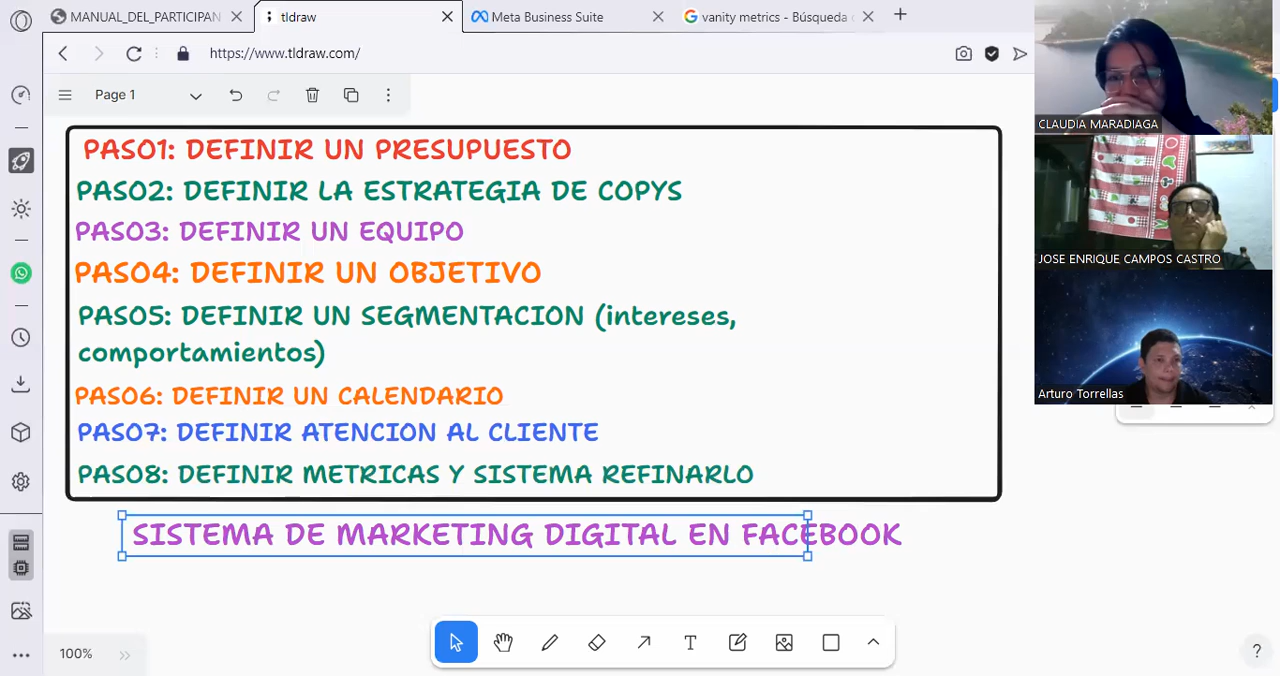 MANUAL_DEL_PARTICIPAN
tldraw
Meta Business Suite
vanity metrics - Búsqueda
https://www.tldraw.com/
Page 1
PASO1: DEFINIR UN PRESUPUESTO
PASO2: DEFINIR LA ESTRATEGIA DE COPYS
PASO3: DEFINIR UN EQUIPO
PASO4: DEFINIR UN OBJETIVO
PASO5: DEFINIR UN SEGMENTACION (intereses,
comportamientos)
PASO6: DEFINIR UN CALENDARIO
PASO7: DEFINIR ATENCION AL CLIENTE
PASO8: DEFINIR METRICAS Y SISTEMA REFINARLO
SISTEMA DE MARKETING DIGITAL EN FACEBOOK
100%
?
CLAUDIA MARADIAGA
JOSE ENRIQUE CAMPOS CASTRO
Arturo Torrellas